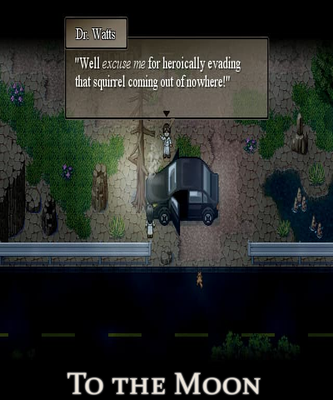 Dr. Watts
"Well excuse me for heroically evading
that squirrel coming out of nowhere!"
TO THE MOON